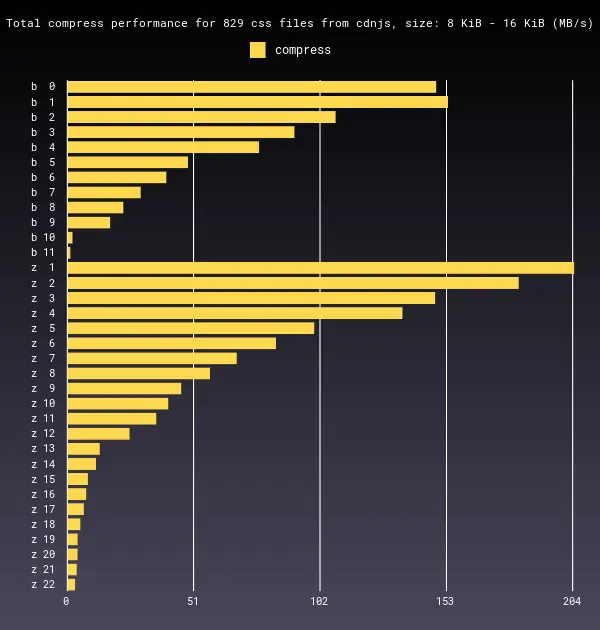 Total compress performance for 829 css files from cdnjs, size: 8 KiB - 16 KiB (MB/s)
compress
b 0
b 1
b 2
b 3
b 4
b 5
b 6
b 7
b 8
b 9
b 10
b 11
z 1
z 2
z 3
z 4
z 5
z 6
z 7
z 8
z 9
z 10
z 11
z 12
z 13
z 14
z 15
z 16
z 17
z 18
z 19
z 20
z 21
z 22
0 51 102 153 204